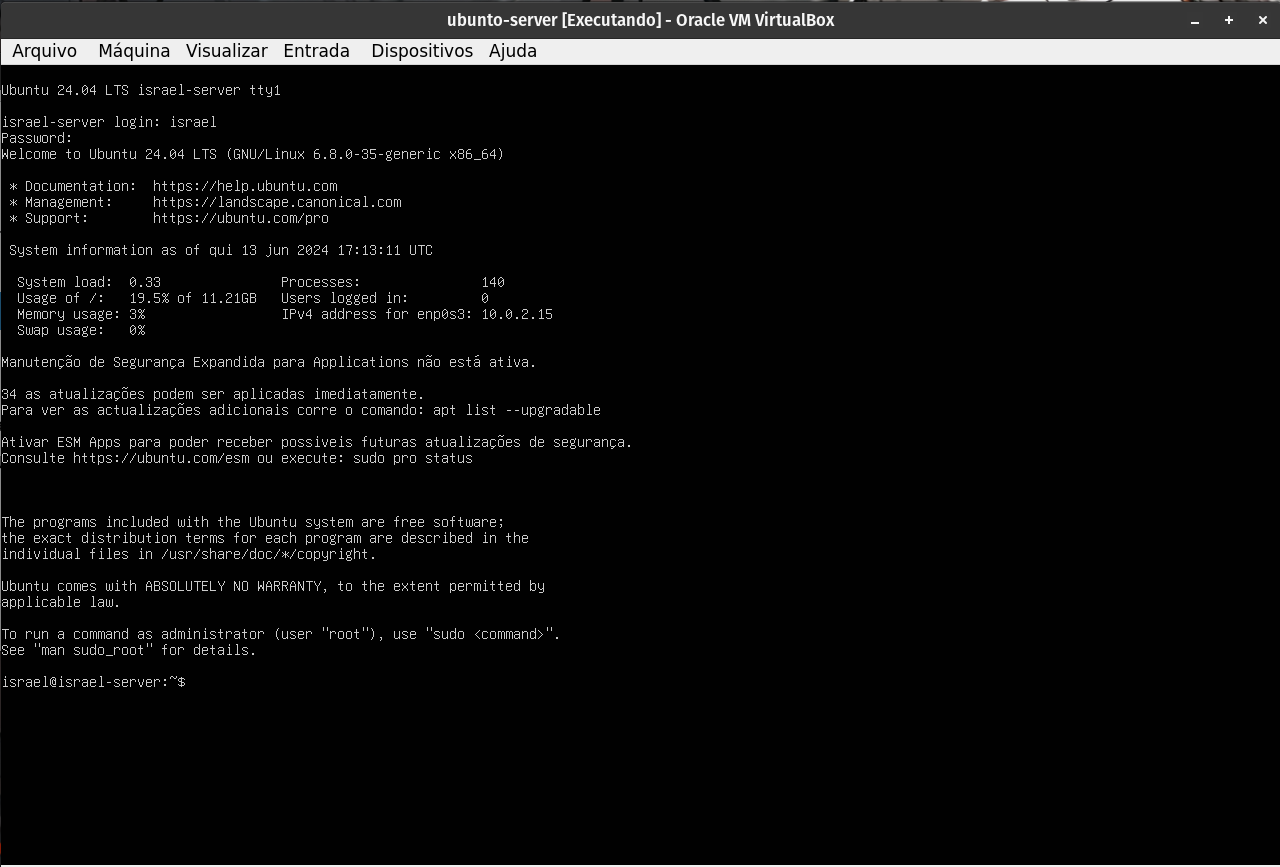 ubunto-server [Executando] - Oracle VM VirtualBox
Arquivo Máquina Visualizar Entrada Dispositivos Ajuda
Ubuntu 24.04 LTS israel-server tty1
israel-server login: israel
Password:
Welcome to Ubuntu 24.04 LTS (GNU/Linux 6.8.0-35-generic x86_64)
* Documentation: https://help.ubuntu.com
* Management: https://landscape.canonical.com
* Support: https://ubuntu.com/pro
System information as of qui 13 jun 2024 17:13:11 UTC
System load: 0.33 Processes: 140
Usage of /: 19.5% of 11.21GB Users logged in: 0
Memory usage: 3% IPv4 address for enp0s3: 10.0.2.15
Swap usage: 0%
Manutenção de Segurança Expandida para Applications não está ativa.
34 as atualizações podem ser aplicadas imediatamente.
Para ver as actualizações adicionais corre o comando: apt list --upgradable
Ativar ESM Apps para poder receber possiveis futuras atualizações de segurança.
Consulte https://ubuntu.com/esm ou execute: sudo pro status
The programs included with the Ubuntu system are free software;
the exact distribution terms for each program are described in the
individual files in /usr/share/doc/*/copyright.
Ubuntu comes with ABSOLUTELY NO WARRANTY, to the extent permitted by
applicable law.
To run a command as administrator (user "root"), use "sudo <command>".
See "man sudo_root" for details.
israel@israel-server:~$